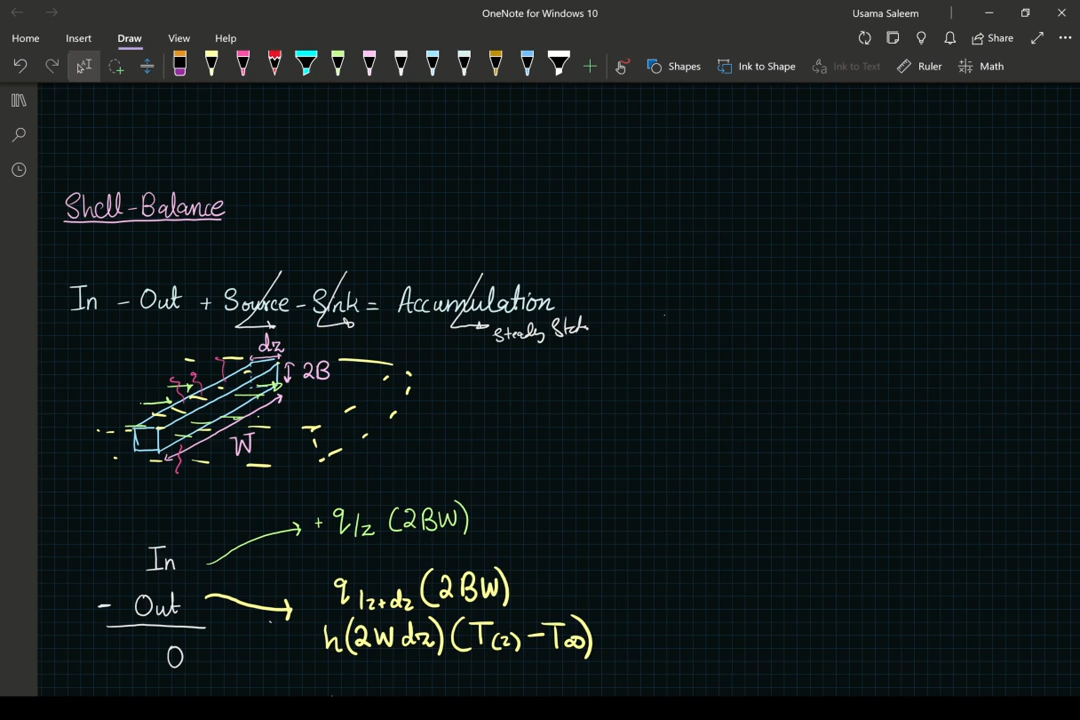 OneNote for Windows 10
Usama Saleem
Home Insert Draw View Help
Share
Shapes
Ink to Shape
Ink to Text
Ruler
Math
Shell-Balance
In - Out + Source - Sink = Accumulation
Steady State
dz
2B
W
In
+ q|z (2BW)
- Out
q|z+dz (2BW)
h(2W dz)(T(z) - T∞)
0